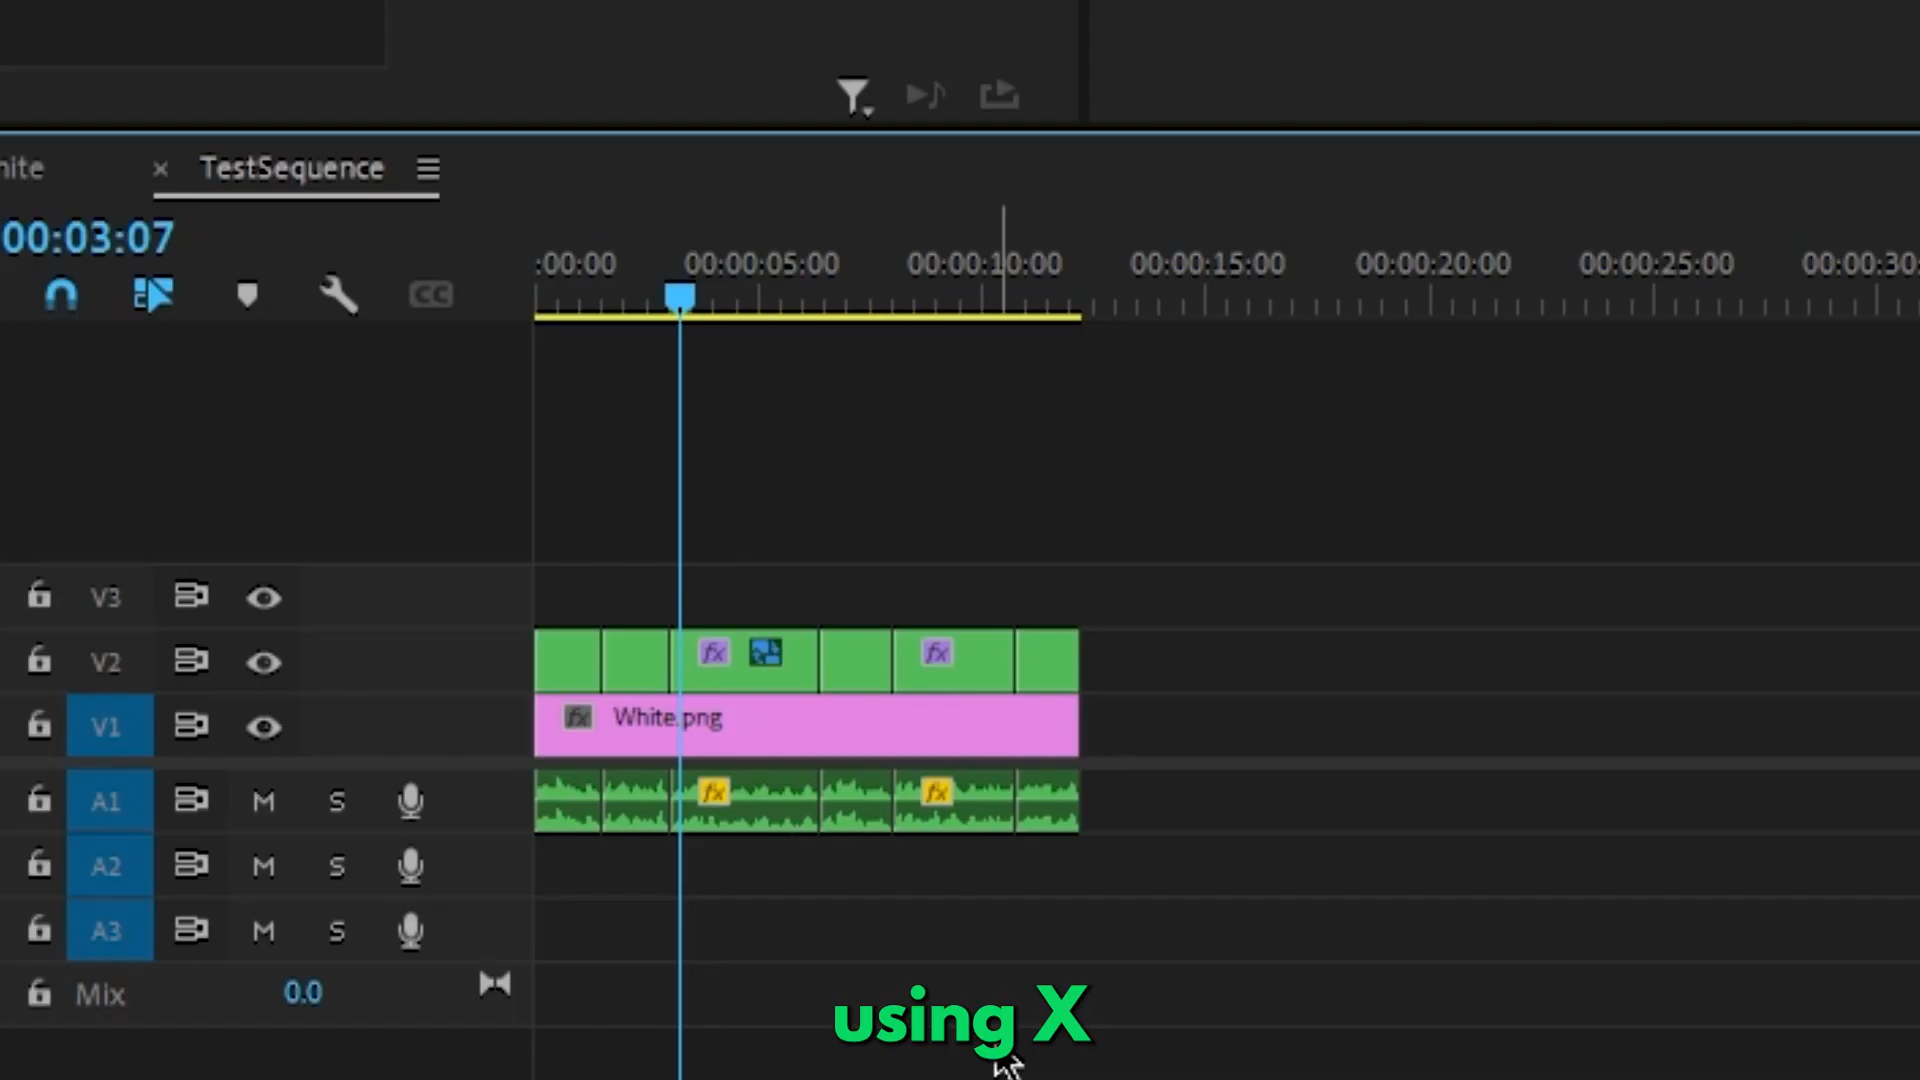 hite
× TestSequence
00:03:07
:00:00 00:00:05:00 00:00:10:00 00:00:15:00 00:00:20:00 00:00:25:00 00:00:30:
CC
V3
V2 fx fx
V1 fx White.png
A1 M S fx fx
A2 M S
A3 M S
Mix 0.0
using X